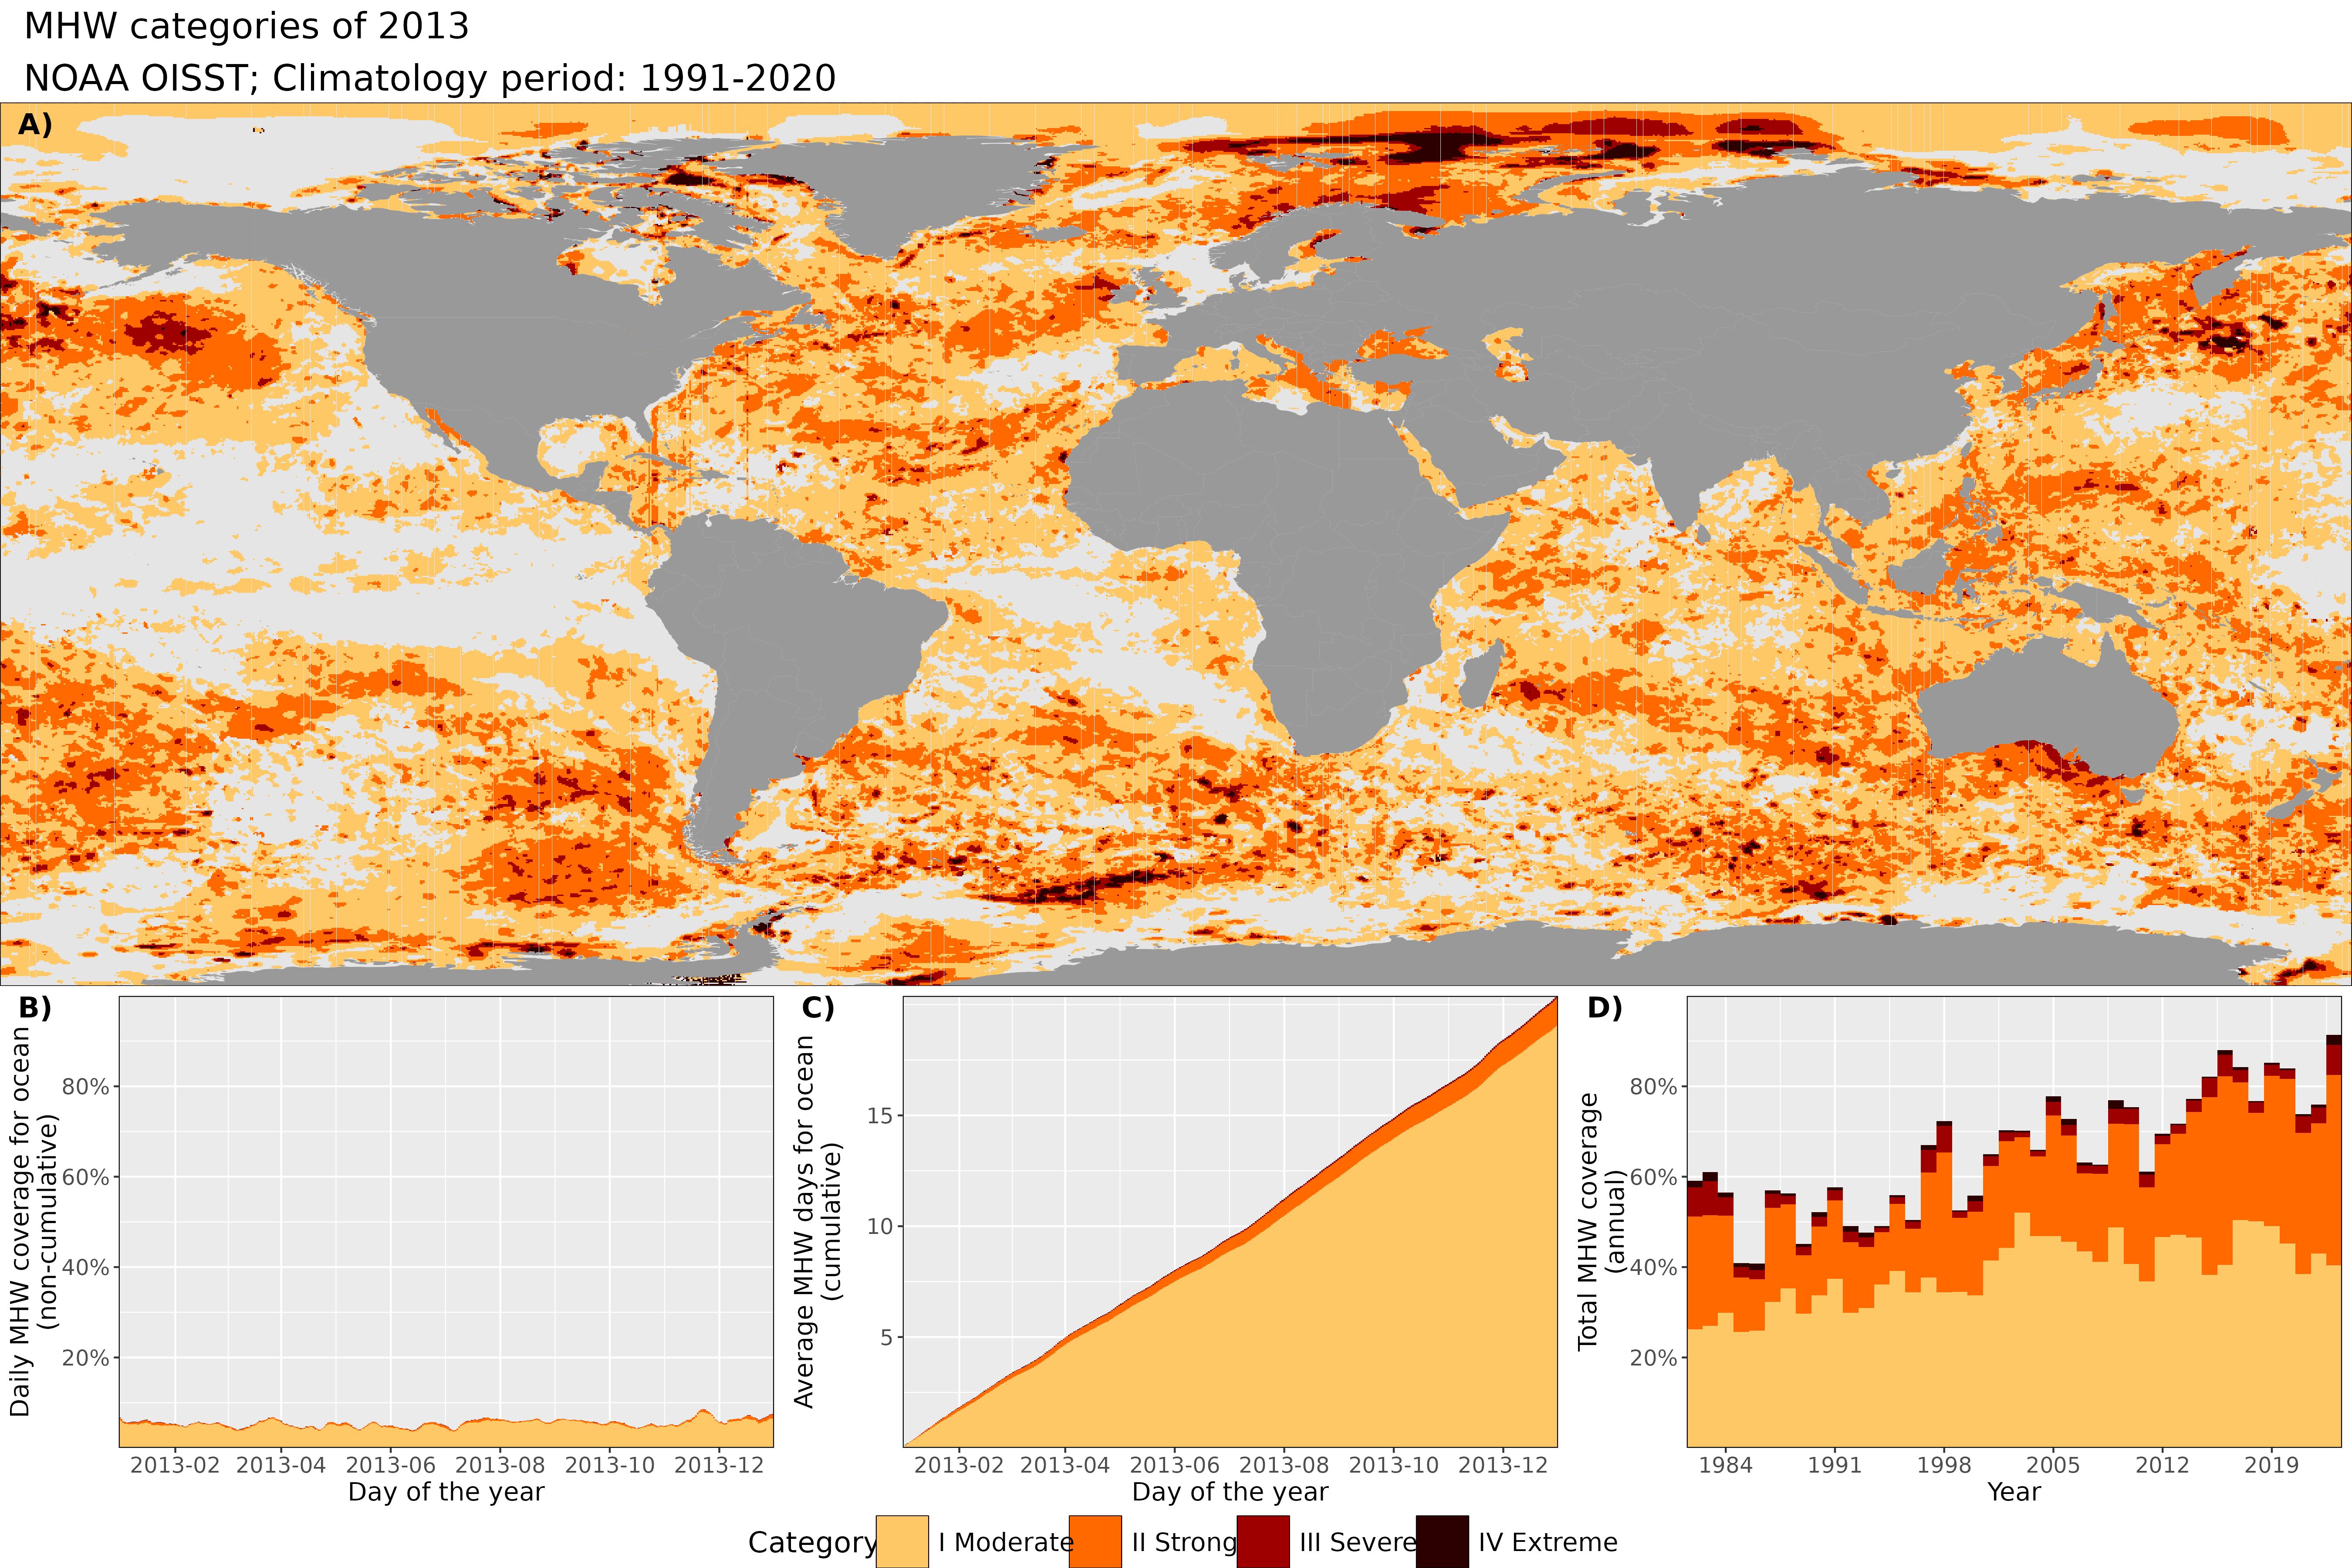 MHW categories of 2013
NOAA OISST; Climatology period: 1991-2020
A)
B)
Daily MHW coverage for ocean
(non-cumulative)
80%
60%
40%
20%
2013-02 2013-04 2013-06 2013-08 2013-10 2013-12
Day of the year
C)
Average MHW days for ocean
(cumulative)
15
10
5
2013-02 2013-04 2013-06 2013-08 2013-10 2013-12
Day of the year
D)
Total MHW coverage
(annual)
80%
60%
40%
20%
1984 1991 1998 2005 2012 2019
Year
Category I Moderate II Strong III Severe IV Extreme